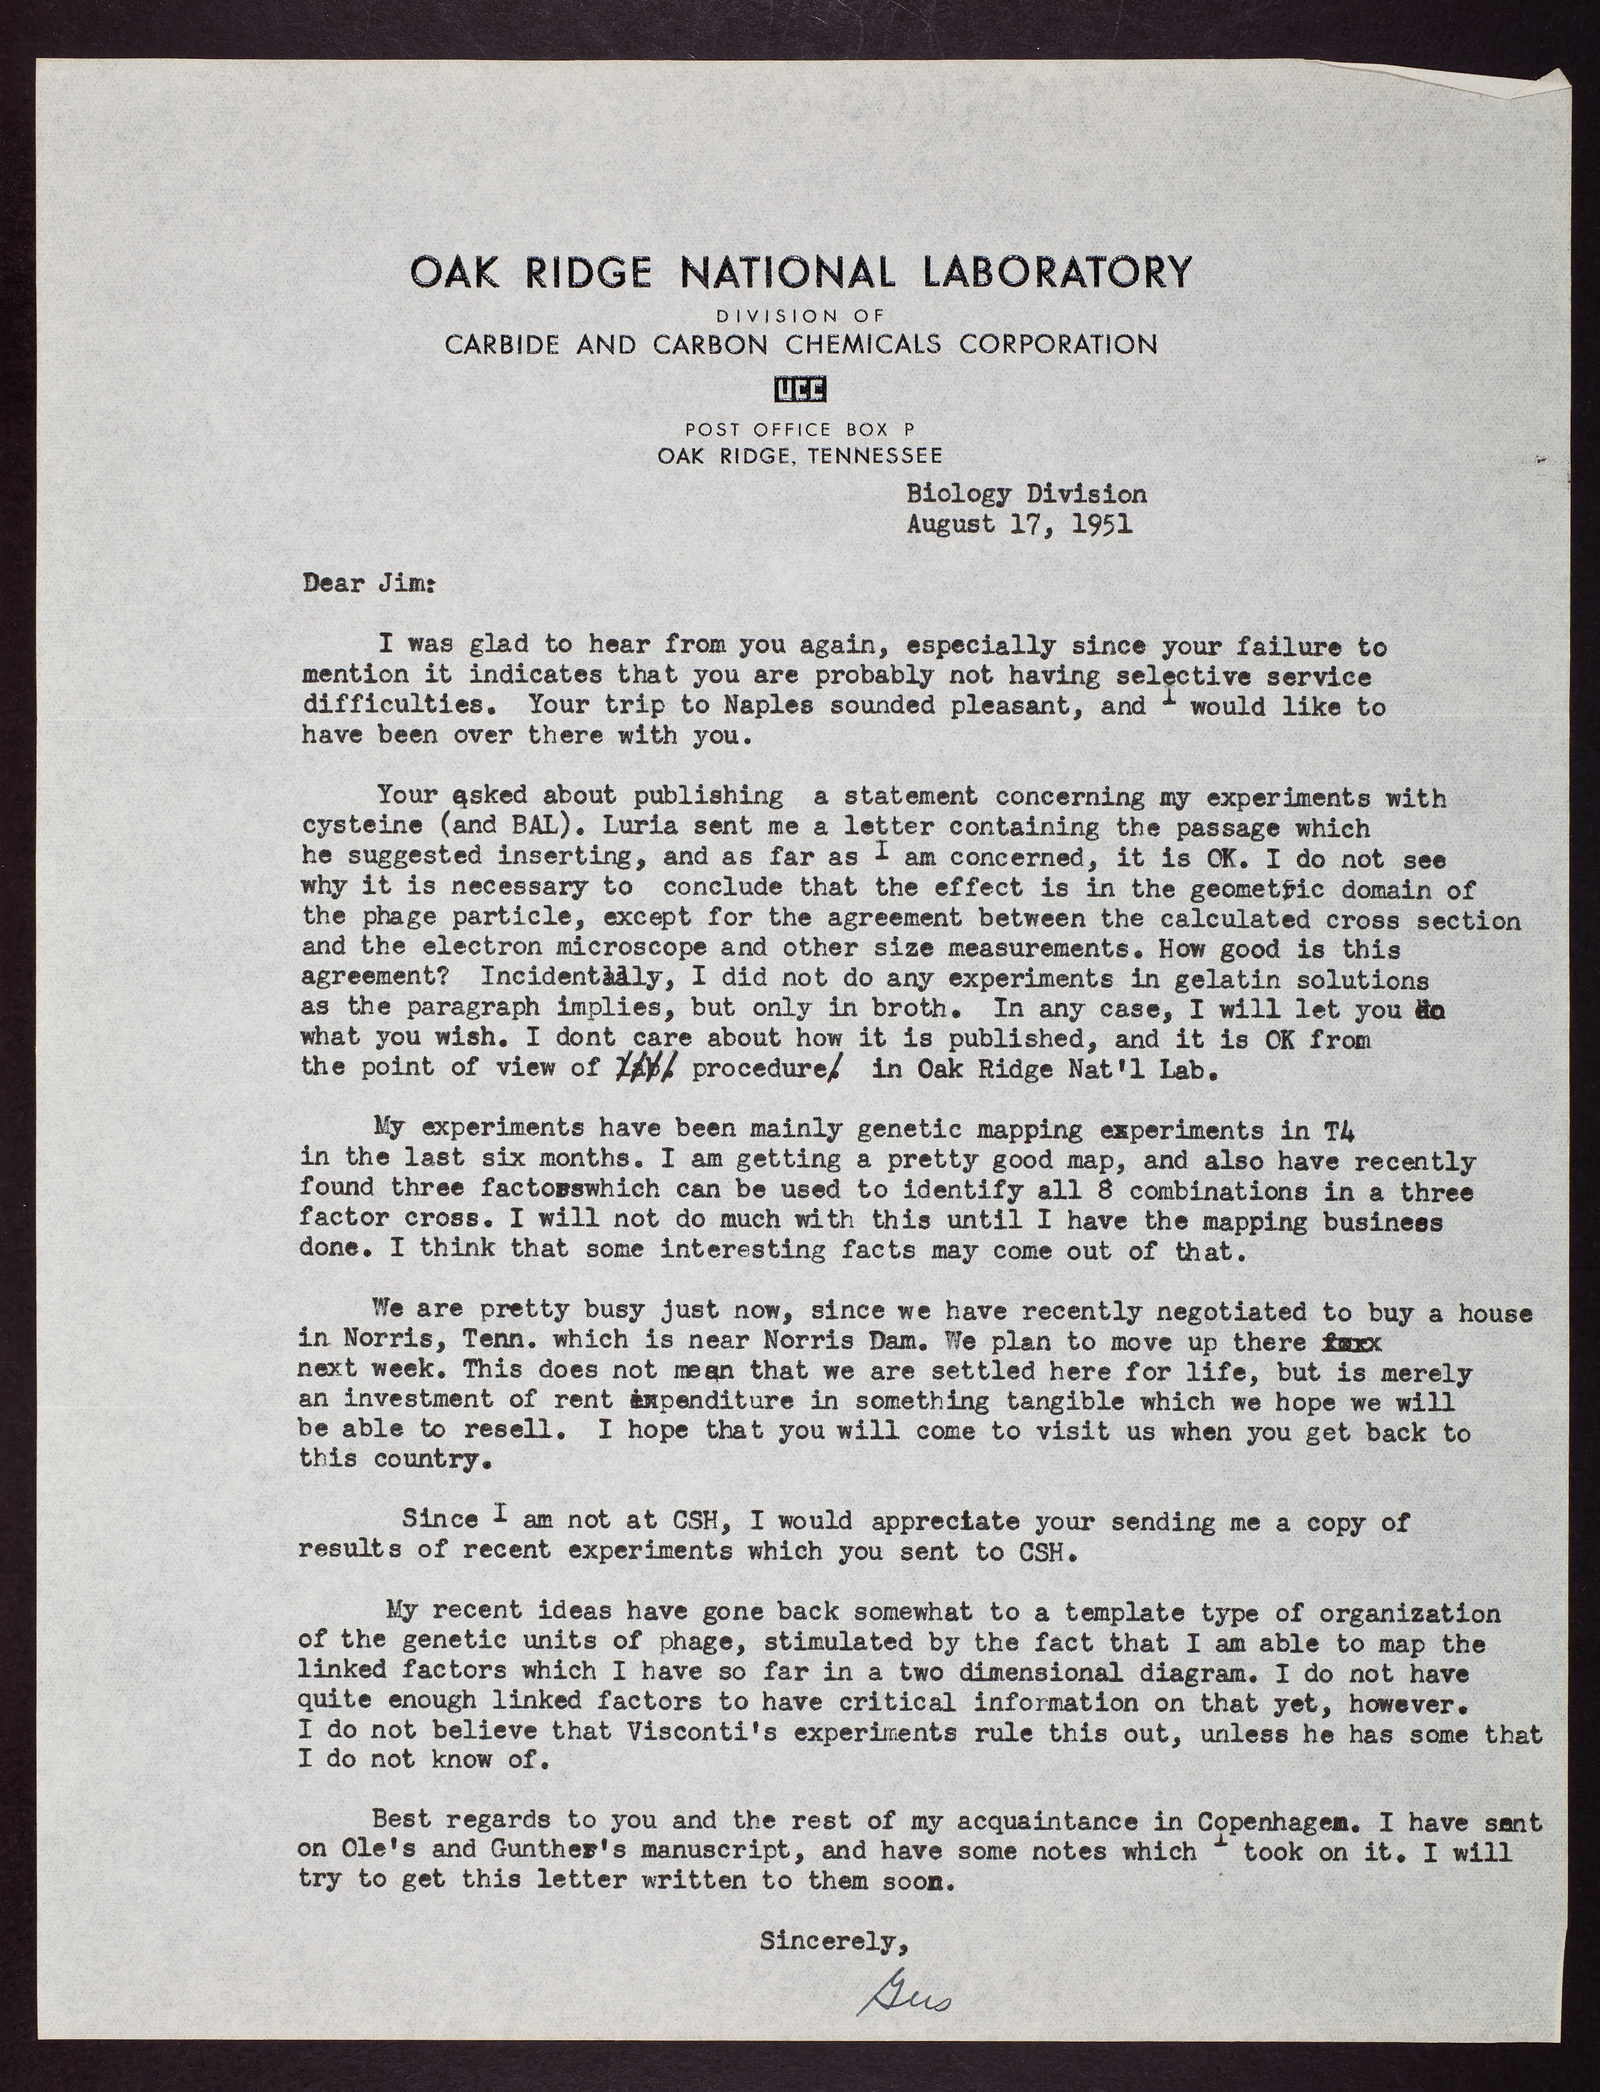 OAK RIDGE NATIONAL LABORATORY
DIVISION OF
CARBIDE AND CARBON CHEMICALS CORPORATION
UCC
POST OFFICE BOX P
OAK RIDGE, TENNESSEE
Biology Division
August 17, 1951
Dear Jim:
I was glad to hear from you again, especially since your failure to
mention it indicates that you are probably not having selective service
difficulties. Your trip to Naples sounded pleasant, and I would like to
have been over there with you.
Your asked about publishing a statement concerning my experiments with
cysteine (and BAL). Luria sent me a letter containing the passage which
he suggested inserting, and as far as I am concerned, it is OK. I do not see
why it is necessary to conclude that the effect is in the geometric domain of
the phage particle, except for the agreement between the calculated cross section
and the electron microscope and other size measurements. How good is this
agreement? Incidentally, I did not do any experiments in gelatin solutions
as the paragraph implies, but only in broth. In any case, I will let you do
what you wish. I dont care about how it is published, and it is OK from
the point of view of procedure in Oak Ridge Nat'l Lab.
My experiments have been mainly genetic mapping experiments in T4
in the last six months. I am getting a pretty good map, and also have recently
found three factorswhich can be used to identify all 8 combinations in a three
factor cross. I will not do much with this until I have the mapping business
done. I think that some interesting facts may come out of that.
We are pretty busy just now, since we have recently negotiated to buy a house
in Norris, Tenn. which is near Norris Dam. We plan to move up there
next week. This does not mean that we are settled here for life, but is merely
an investment of rent expenditure in something tangible which we hope we will
be able to resell. I hope that you will come to visit us when you get back to
this country.
Since I am not at CSH, I would appreciate your sending me a copy of
results of recent experiments which you sent to CSH.
My recent ideas have gone back somewhat to a template type of organization
of the genetic units of phage, stimulated by the fact that I am able to map the
linked factors which I have so far in a two dimensional diagram. I do not have
quite enough linked factors to have critical information on that yet, however.
I do not believe that Visconti's experiments rule this out, unless he has some that
I do not know of.
Best regards to you and the rest of my acquaintance in Copenhagen. I have sent
on Ole's and Gunther's manuscript, and have some notes which I took on it. I will
try to get this letter written to them soon.
Sincerely,
Gus